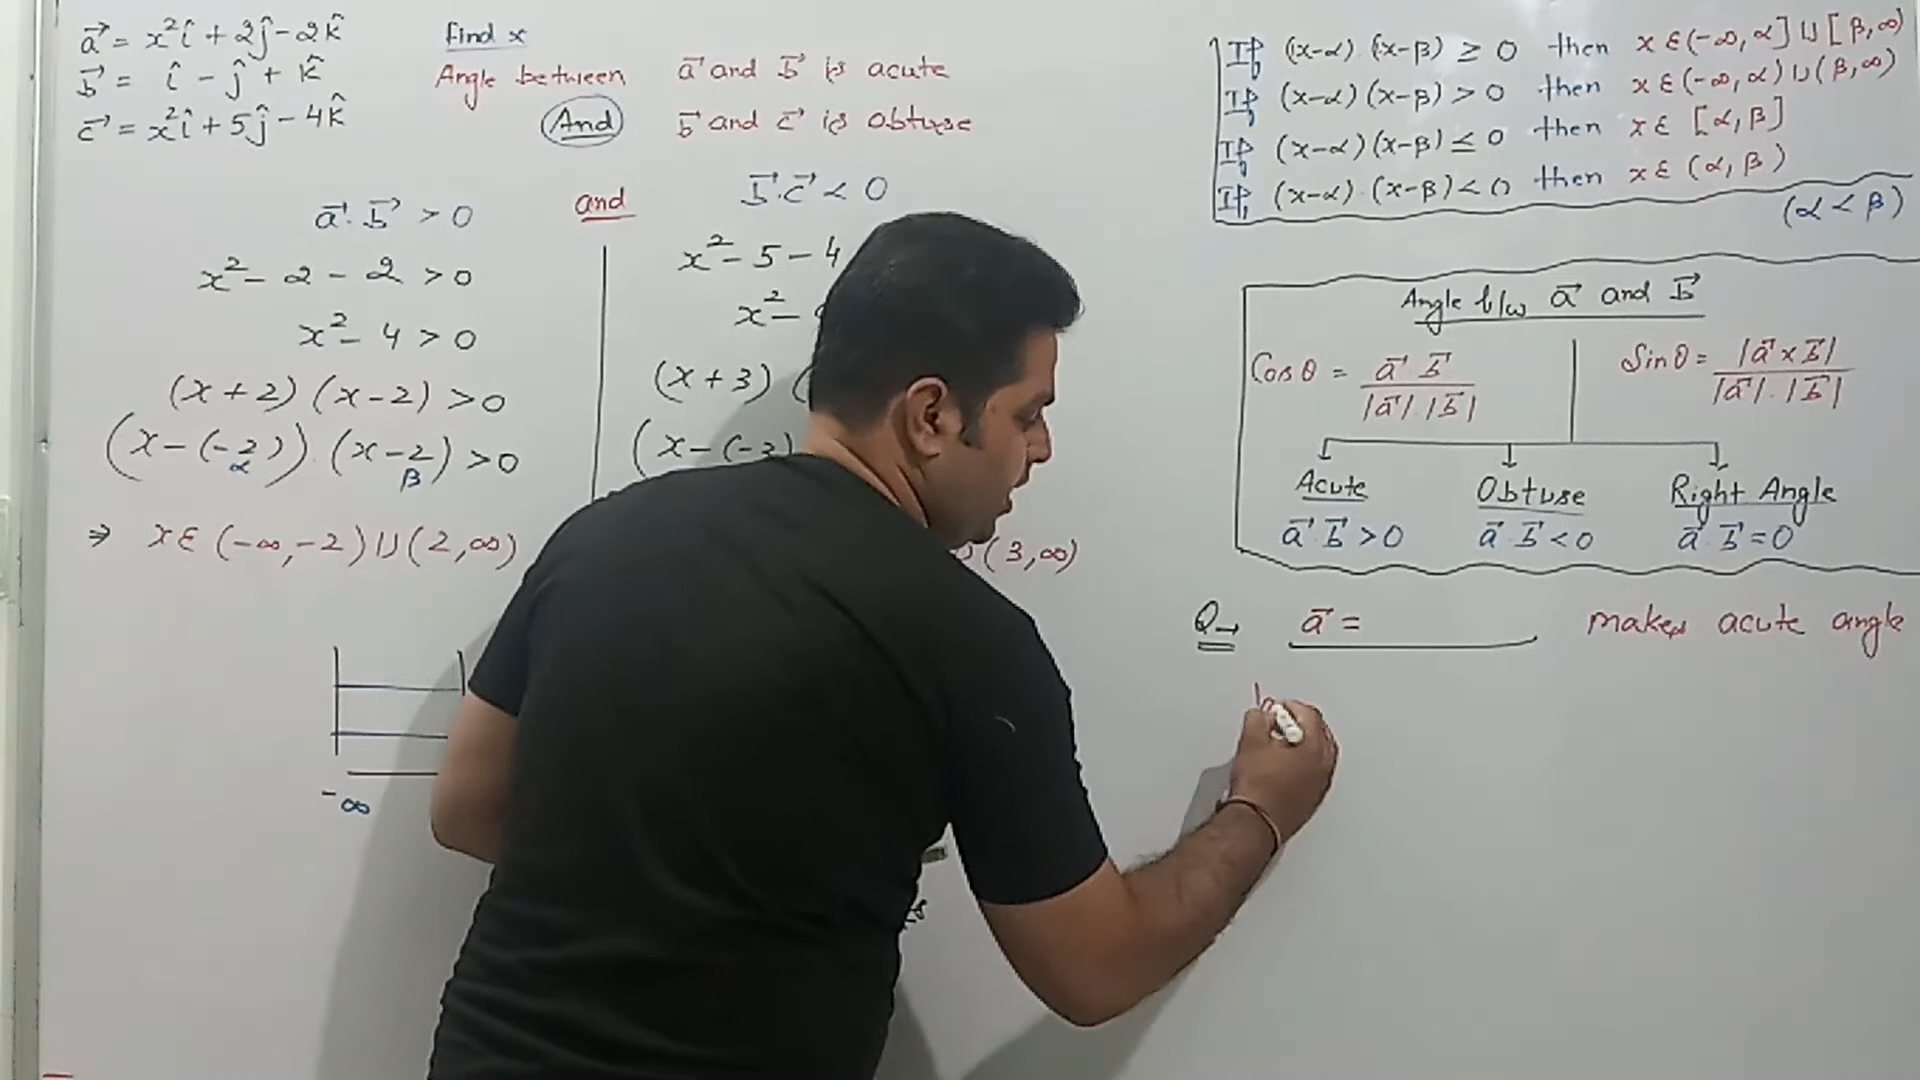 a⃗ = x²î + 2ĵ - 2k̂
b⃗ = î - ĵ + k̂
c⃗ = x²î + 5ĵ - 4k̂
find x
Angle between a⃗ and b⃗ is acute
And b⃗ and c⃗ is obtuse
a⃗. b⃗ > 0
x² - 2 - 2 > 0
x² - 4 > 0
(x + 2) (x - 2) > 0
(x - (-2)) . (x - 2) > 0
α β
⇒ x ∈ (-∞, -2) ∪ (2, ∞)
and
b⃗. c⃗ < 0
x² - 5 - 4
x² -
(x + 3) (
(x - (-3)
(3, ∞)
-∞
If (x-α) . (x-β) ≥ 0 then x ∈ (-∞, α] ∪ [β, ∞)
If (x-α) (x-β) > 0 then x ∈ (-∞, α) ∪ (β, ∞)
If (x-α) (x-β) ≤ 0 then x ∈ [α, β]
If, (x-α) . (x-β) < 0 then x ∈ (α, β)
(α < β)
Angle b/w a⃗ and b⃗
Cos θ = a⃗ b⃗ / |a⃗| . |b⃗|
Sin θ = |a⃗ × b⃗| / |a⃗| . |b⃗|
Acute Obtuse Right Angle
a⃗ b⃗ > 0 a⃗ b⃗ < 0 a⃗. b⃗ = 0
Q→ a⃗ = makes acute angle